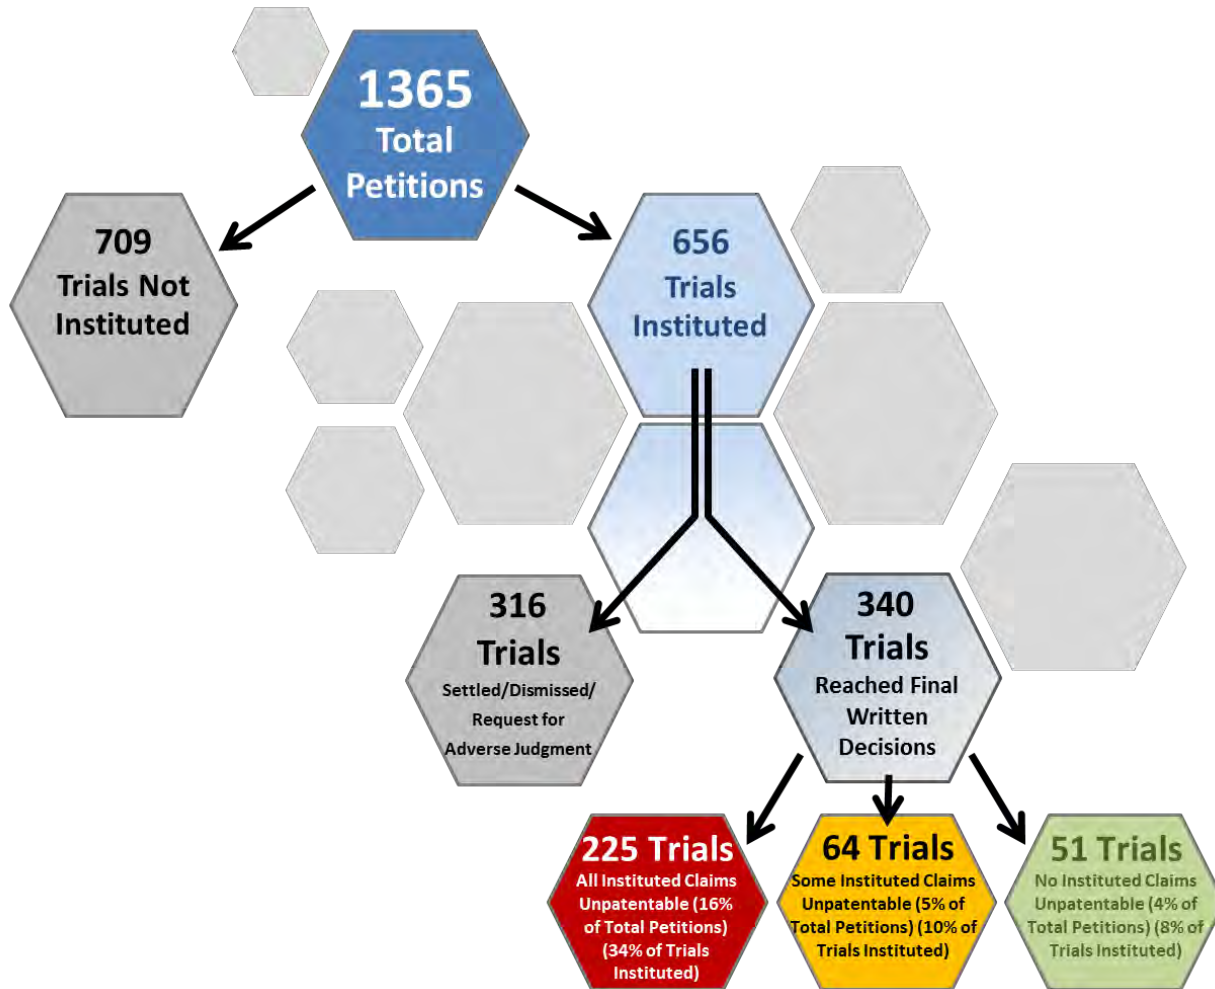 1365
Total
Petitions
709
Trials Not
Instituted
656
Trials
Instituted
316
Trials
Settled/Dismissed/
Request for
Adverse Judgment
340
Trials
Reached Final
Written
Decisions
225 Trials
All Instituted Claims
Unpatentable (16%
of Total Petitions)
(34% of Trials
Instituted)
64 Trials
Some Instituted Claims
Unpatentable (5% of
Total Petitions) (10% of
Trials Instituted)
51 Trials
No Instituted Claims
Unpatentable (4% of
Total Petitions) (8% of
Trials Instituted)